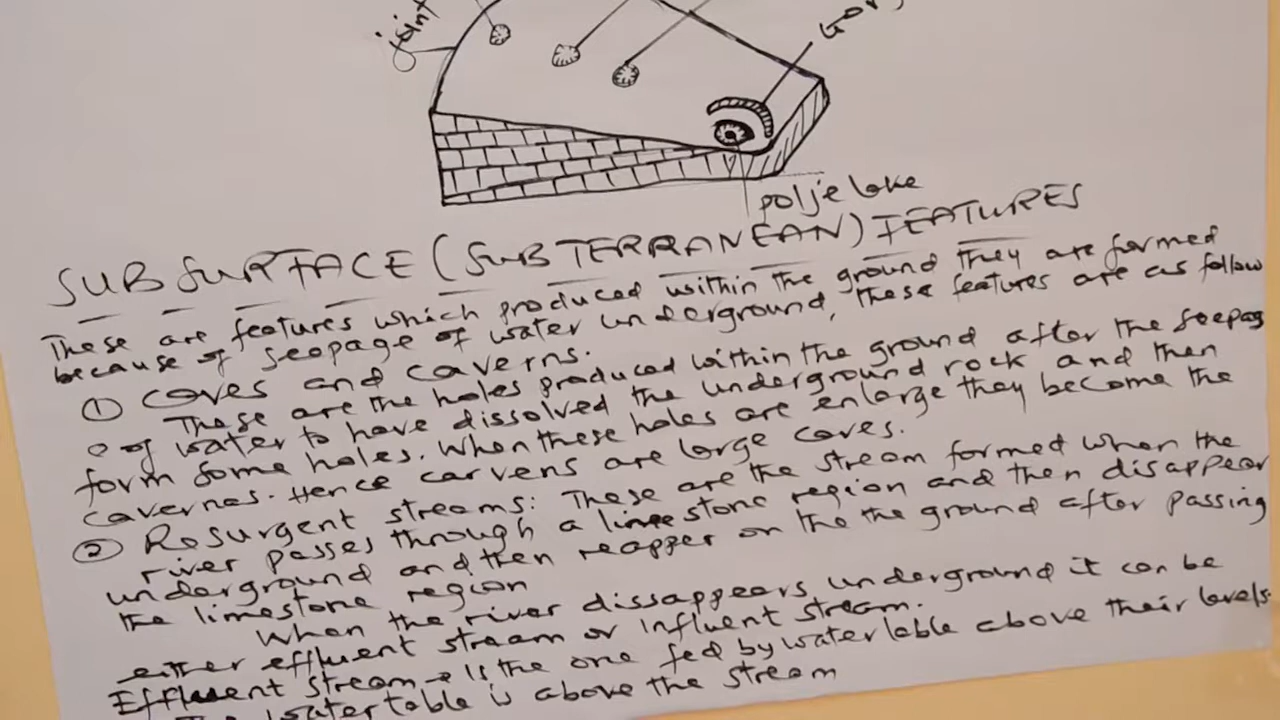 joint
polje lake
SUBSURFACE (SUBTERRANEAN) FEATURES
These are features which produced within the ground they are formed
because of seepage of water underground, these features are as follow
① Caves and caverns.
These are the holes produced within the ground after the seepag
e of water to have dissolved the underground rock and then
form some holes. When these holes are enlarge they become the
cavernas. Hence carvens are large caves.
② Resurgent streams: These are the stream formed when the
river passes through a limestone region and then disappear
underground and then reapper on the the ground after passing
the limestone region
When the river dissappears underground it can be
either effluent stream or Influent stream.
Effluent stream → Is the one fed by water table above their levels.
The water table is above the stream